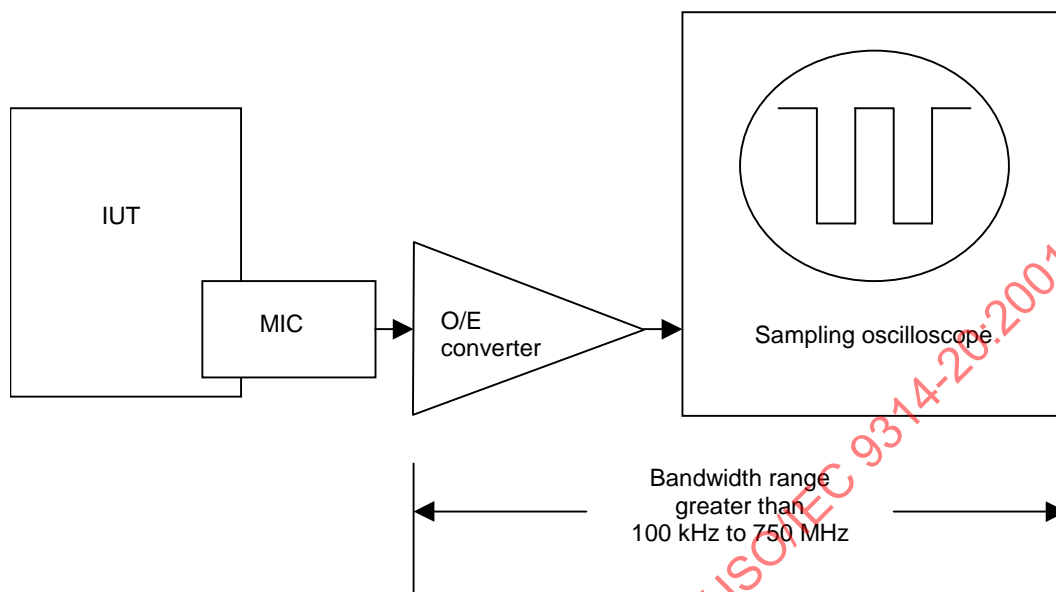 IUT
MIC
O/E
converter
Sampling oscilloscope
Bandwidth range
greater than
100 kHz to 750 MHz
ISO/IEC 9314-20:2001